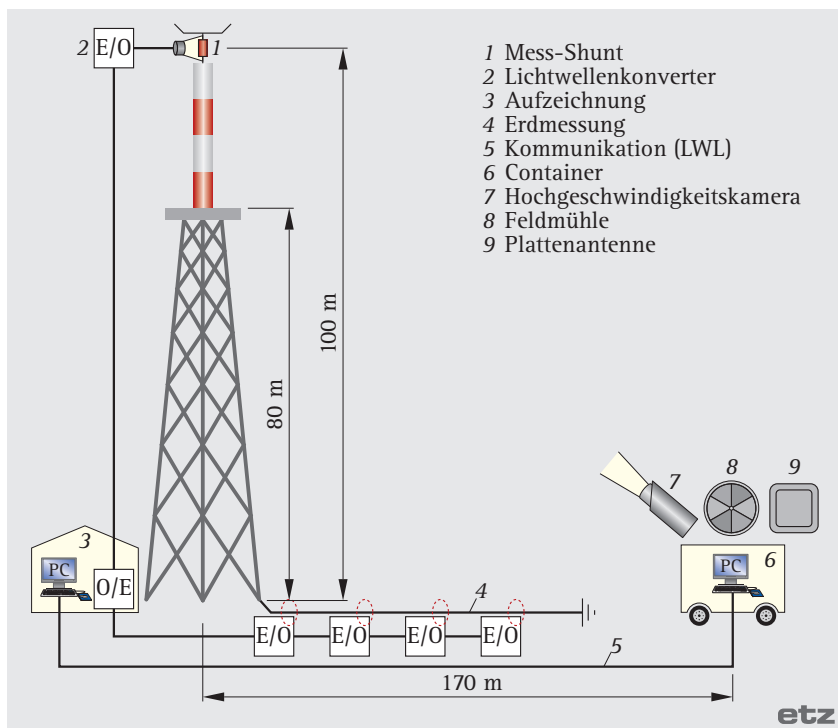 2 E/O
1
1 Mess-Shunt
2 Lichtwellenkonverter
3 Aufzeichnung
4 Erdmessung
5 Kommunikation (LWL)
6 Container
7 Hochgeschwindigkeitskamera
8 Feldmühle
9 Plattenantenne
100 m
80 m
7
8
9
3
PC
O/E
4
6
PC
E/O E/O E/O E/O
5
170 m
etz